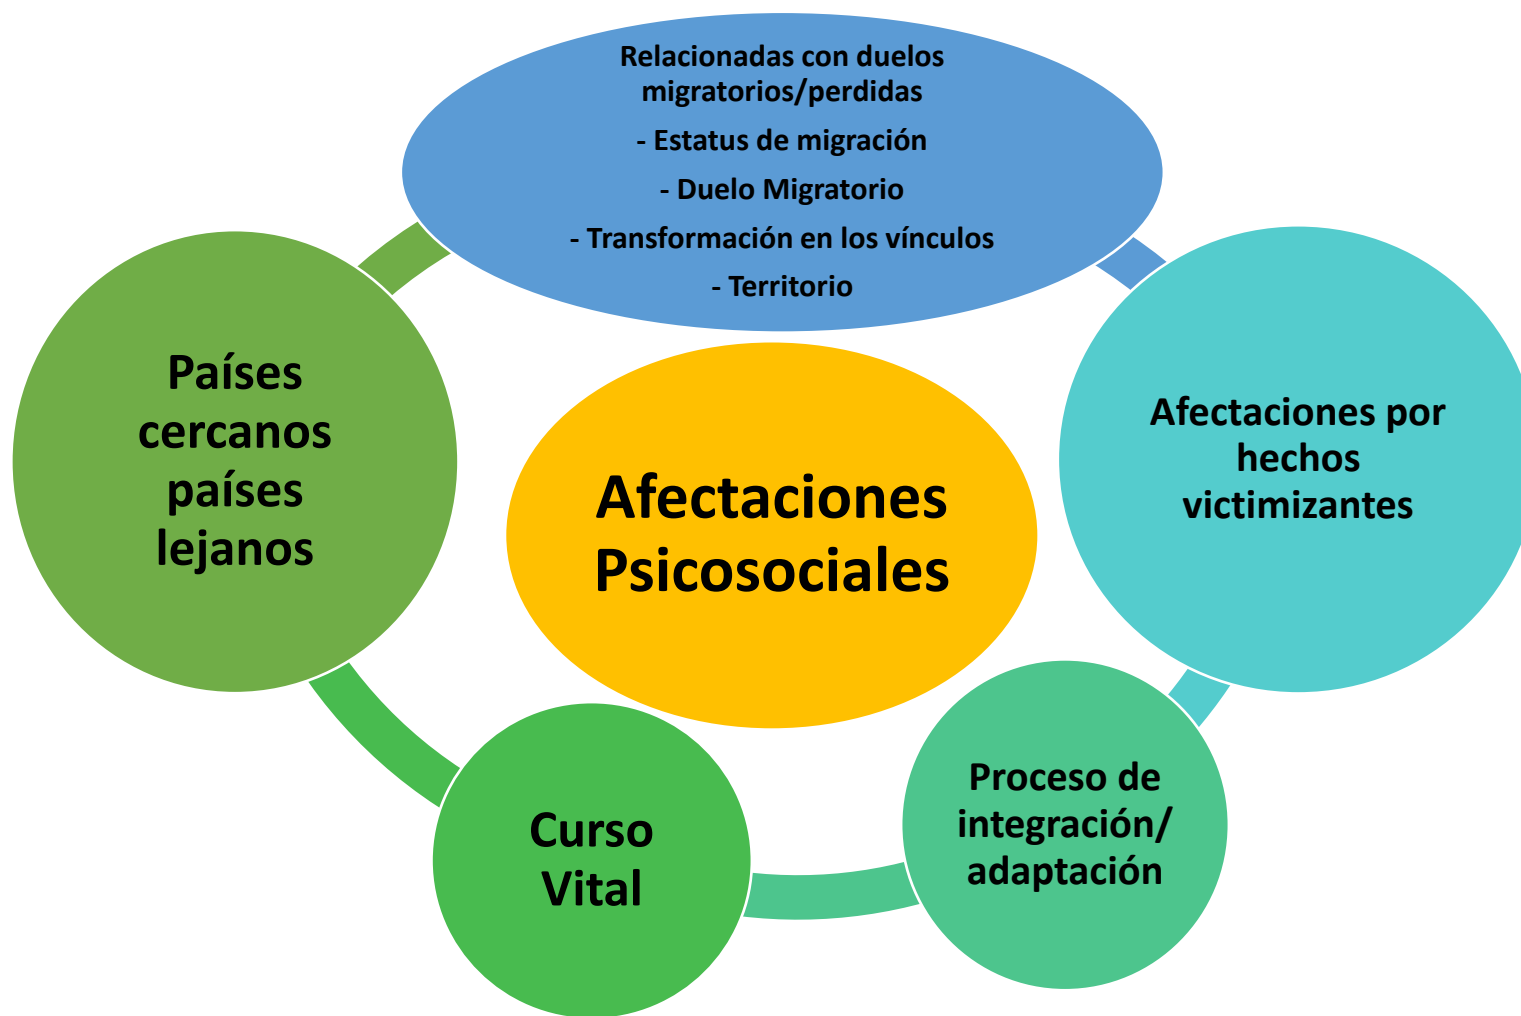 Relacionadas con duelos
migratorios/perdidas
- Estatus de migración
- Duelo Migratorio
- Transformación en los vínculos
- Territorio
Países
cercanos
países
lejanos
Afectaciones por
hechos
victimizantes
Afectaciones
Psicosociales
Proceso de
integración/
adaptación
Curso
Vital